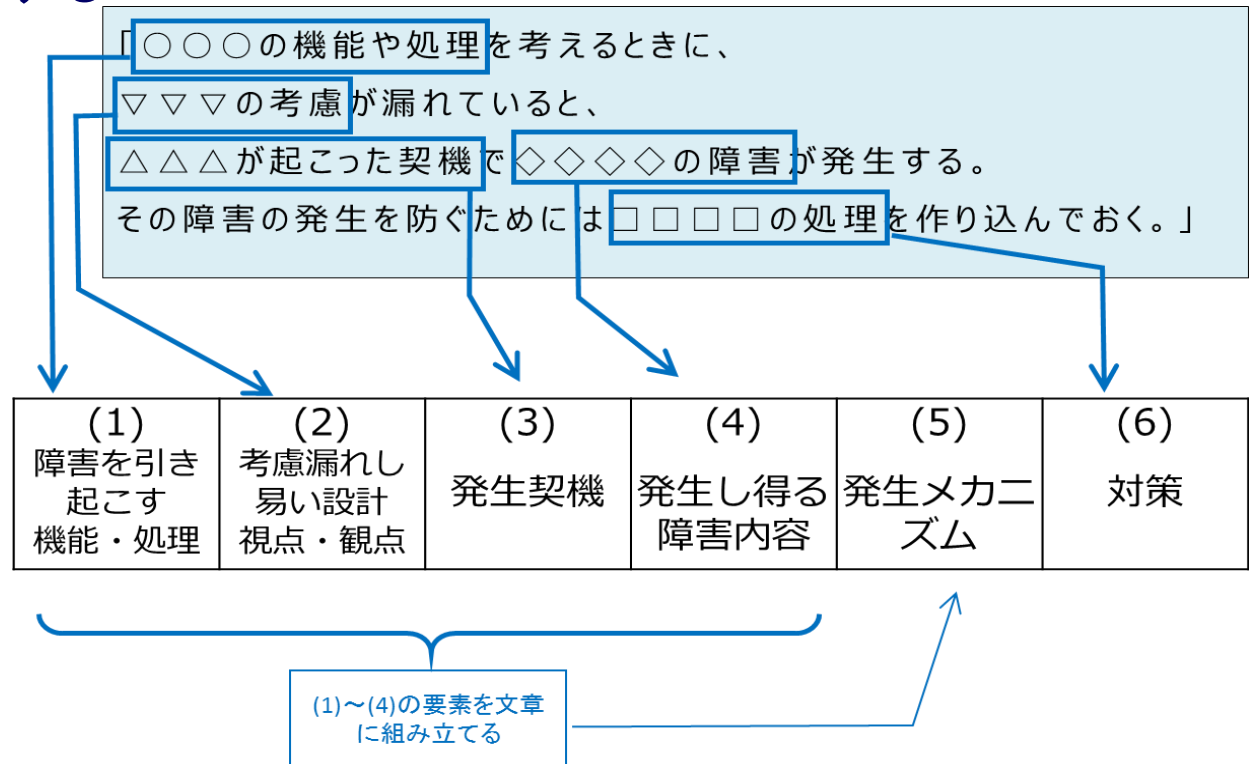 「○○○の機能や処理を考えるときに、
▽▽▽の考慮が漏れていると、
△△△が起こった契機で◇◇◇◇の障害が発生する。
その障害の発生を防ぐためには□□□□の処理を作り込んでおく。」
(1)
障害を引き
起こす
機能・処理
(2)
考慮漏れし
易い設計
視点・観点
(3)
発生契機
(4)
発生し得る
障害内容
(5)
発生メカニ
ズム
(6)
対策
(1)～(4)の要素を文章
に組み立てる